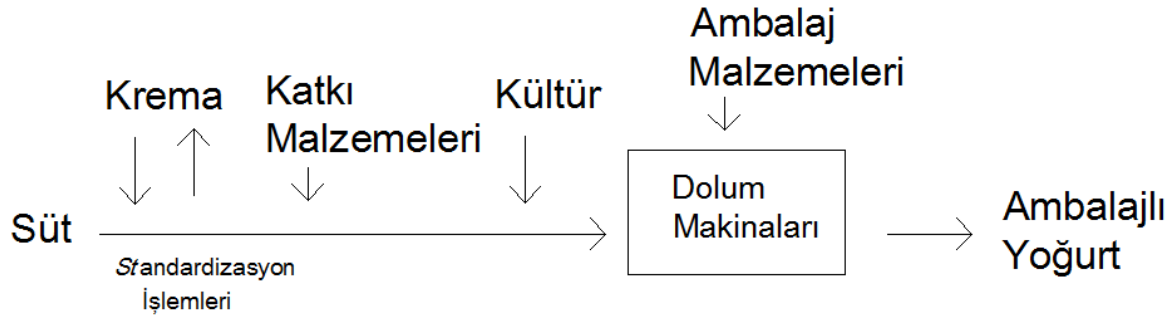 Krema
Katkı
Malzemeleri
Kültür
Ambalaj
Malzemeleri
Süt
Standardizasyon
İşlemleri
Dolum
Makinaları
Ambalajlı
Yoğurt